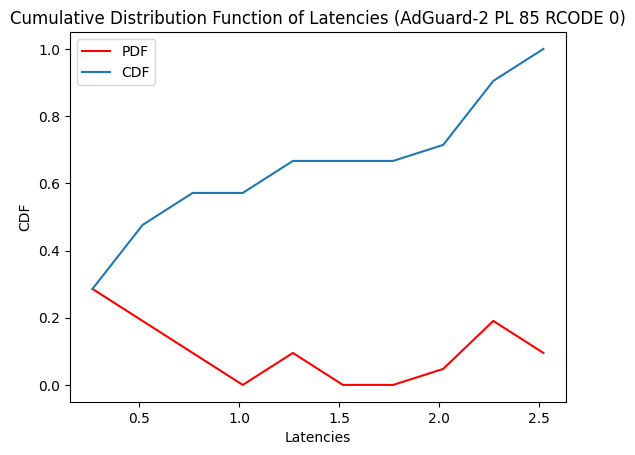 Cumulative Distribution Function of Latencies (AdGuard-2 PL 85 RCODE 0)
PDF
CDF
1.0
0.8
0.6
0.4
0.2
0.0
CDF
0.5
1.0
1.5
2.0
2.5
Latencies